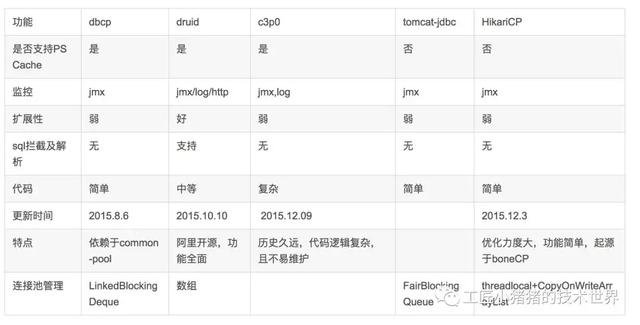 功能 dbcp druid c3p0 tomcat-jdbc HikariCP
是否支持PS 是 是 是 否 否
Cache
监控 jmx jmx/log/http jmx,log jmx jmx
扩展性 弱 好 弱 弱 弱
sql拦截及解 无 支持 无 无 无
析
代码 简单 中等 复杂 简单 简单
更新时间 2015.8.6 2015.10.10 2015.12.09 2015.12.3
特点 依赖于common 阿里开源，功 历史久远，代码逻辑复杂， 优化力度大，功能简单，起源
-pool 能全面 且不易维护 于boneCP
连接池管理 LinkedBlocking 数组 FairBlocking threadlocal+CopyOnWriteArr
Deque Queue ayList
工匠小猪猪的技术世界